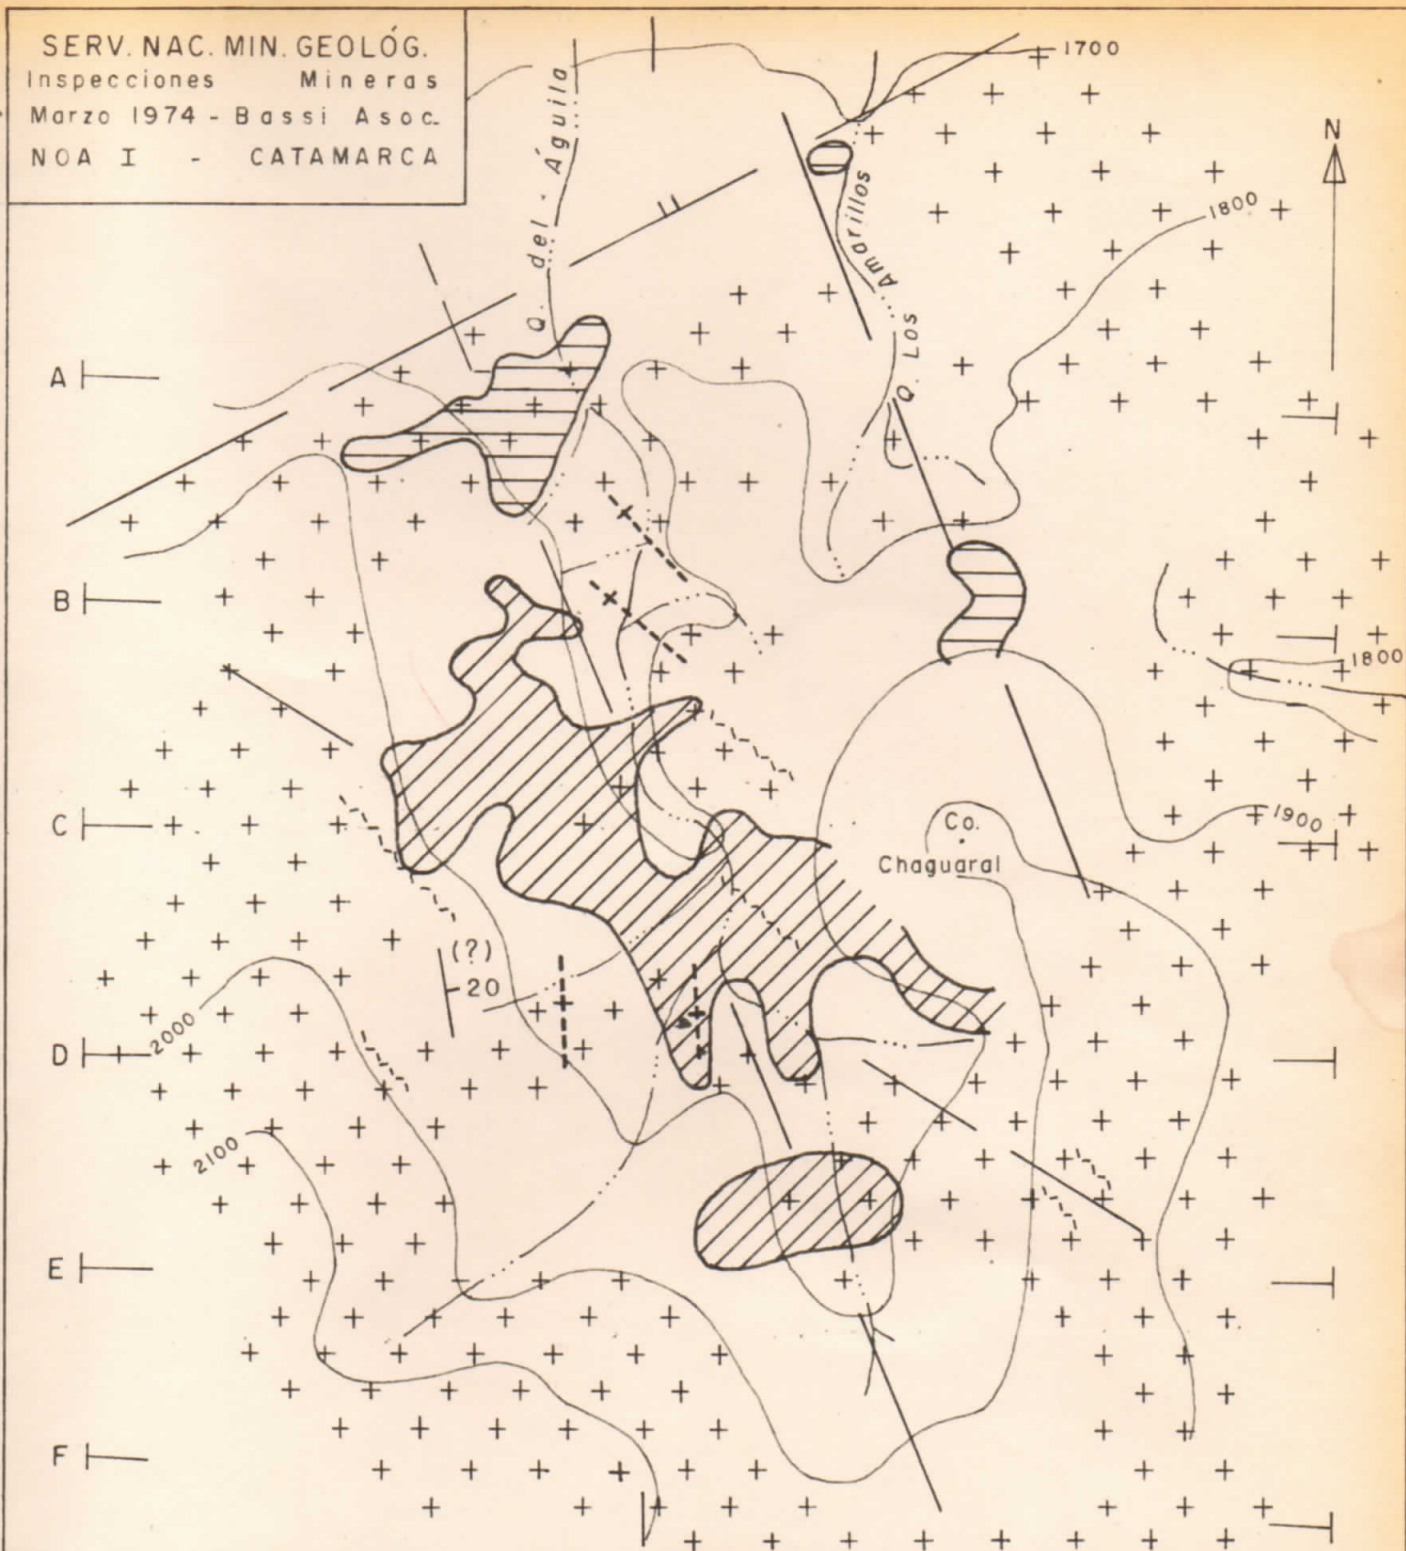 SERV. NAC. MIN. GEOLÓG.
Inspecciones Mineras
Marzo 1974 - Bassi Asoc.
NOA I - CATAMARCA
Q. del Águila
1700
N
Q. Los Amarillos
1800
A
B
1800
C
Co.
Chaguaral
1900
(?)
20
2000
D
2100
E
F